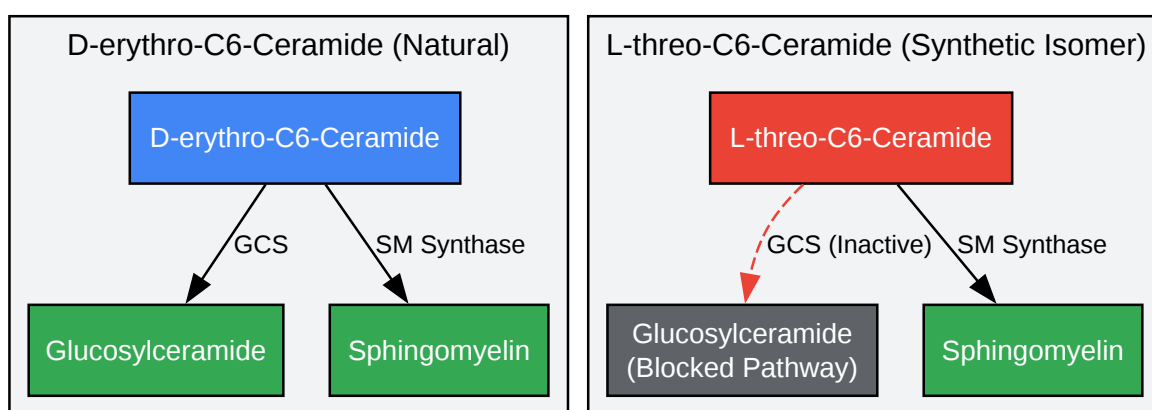 D-erythro-C6-Ceramide (Natural)
D-erythro-C6-Ceramide
GCS
SM Synthase
Glucosylceramide
Sphingomyelin
L-threo-C6-Ceramide (Synthetic Isomer)
L-threo-C6-Ceramide
GCS (Inactive)
SM Synthase
Glucosylceramide
(Blocked Pathway)
Sphingomyelin